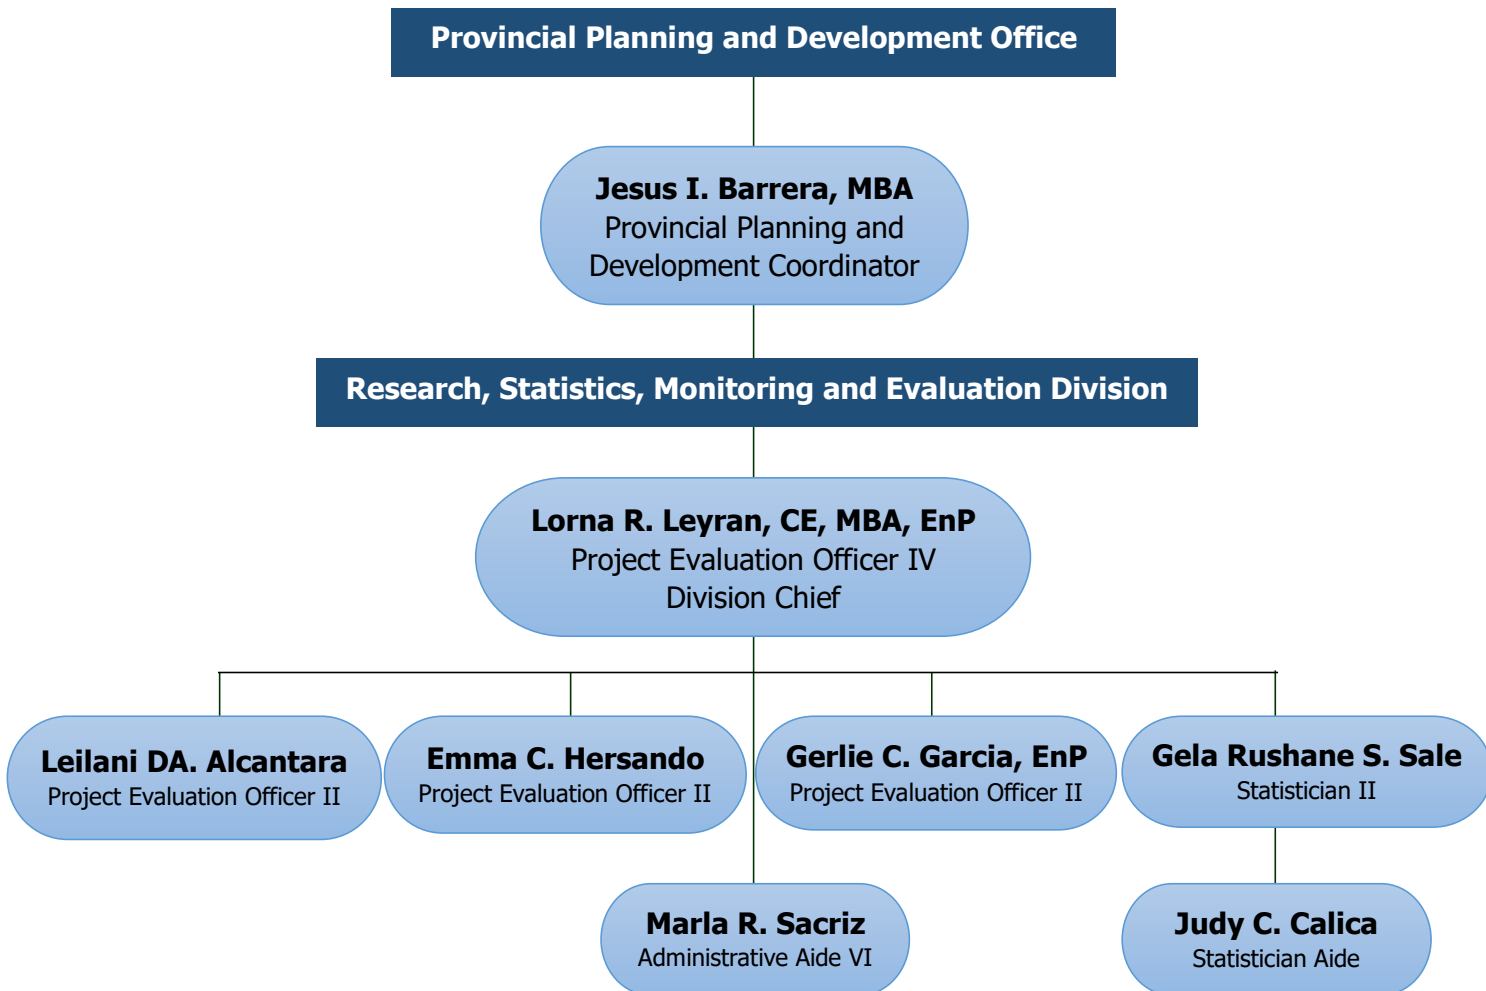 Provincial Planning and Development Office
Jesus I. Barrera, MBA
Provincial Planning and
Development Coordinator
Research, Statistics, Monitoring and Evaluation Division
Lorna R. Leyran, CE, MBA, EnP
Project Evaluation Officer IV
Division Chief
Leilani DA. Alcantara
Project Evaluation Officer II
Emma C. Hersando
Project Evaluation Officer II
Gerlie C. Garcia, EnP
Project Evaluation Officer II
Gela Rushane S. Sale
Statistician II
Marla R. Sacriz
Administrative Aide VI
Judy C. Calica
Statistician Aide